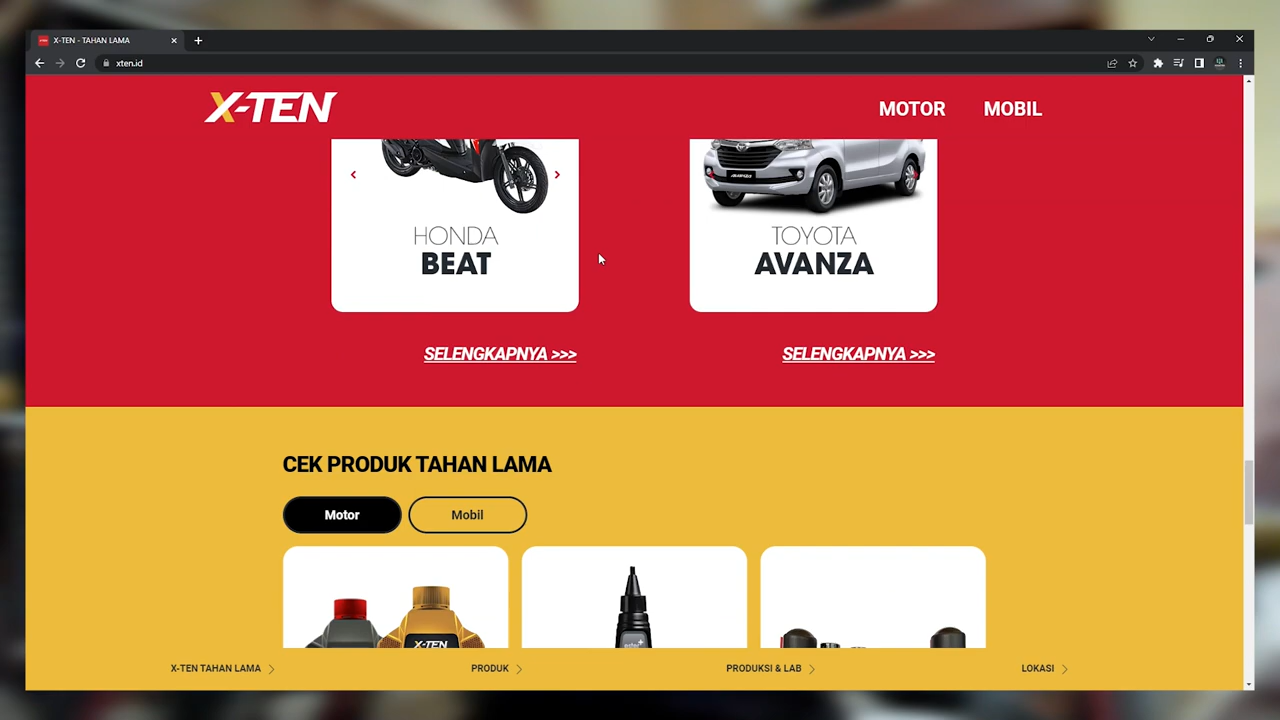 X-TEN - TAHAN LAMA
xten.id
X-TEN
MOTOR
MOBIL
AVANZA
HONDA
BEAT
TOYOTA
AVANZA
SELENGKAPNYA >>>
SELENGKAPNYA >>>
CEK PRODUK TAHAN LAMA
Motor
Mobil
X-TEN
X-TEN TAHAN LAMA
PRODUK
PRODUKSI & LAB
LOKASI